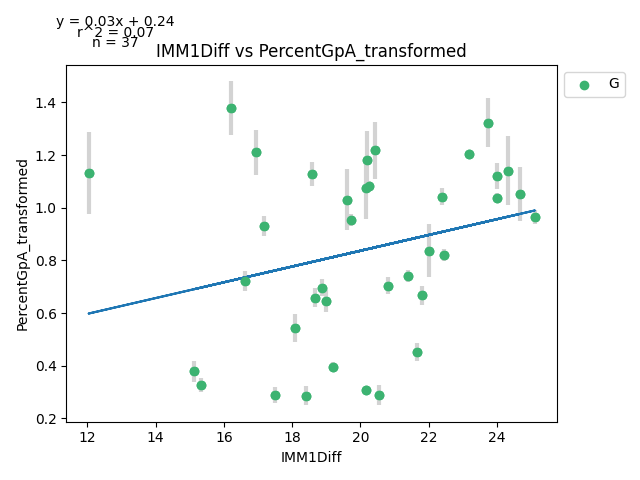 y = 0.03x + 0.24
r^2 = 0.07
n = 37
IMM1Diff vs PercentGpA_transformed
G
PercentGpA_transformed
1.4
1.2
1.0
0.8
0.6
0.4
0.2
12 14 16 18 20 22 24
IMM1Diff